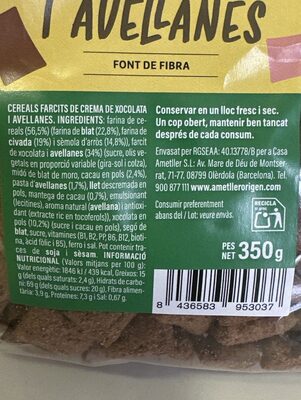 I AVELLANES
FONT DE FIBRA
CEREALS FARCITS DE CREMA DE XOCOLATA
I AVELLANES. INGREDIENTS: farina de ce-
reals (56,5%) (farina de blat (22,8%), farina de
civada (19%) i sèmola d'arròs (14,8%)), farcit
de xocolata i avellanes (34%) (sucre, olis ve-
getals en proporció variable (gira-sol i colza),
midó de blat de moro, cacau en pols (2,4%),
pasta d'avellanes (1,7%), llet descremada en
pols, mantega de cacau (0,7%), emulsionant
(lecitines), aroma natural (avellana) i antioxi-
dant (extracte ric en tocoferols)), xocolata en
pols (10,2%) (sucre i cacau en pols), segó de
blat, sucre, vitamines (B1, B2, PP, B6, B12, bioti-
na, àcid fòlic i B5), ferro i sal. Pot contenir tra-
ces de soja i sèsam. INFORMACIÓ
NUTRICIONAL (Valors mitjans per 100 g):
Valor energètic: 1846 kJ / 439 kcal, Greixos: 15
g (dels quals saturats: 2,4 g), Hidrats de carbo-
ni: 69 g (dels quals sucres: 20 g), Fibra alimen-
tària: 3,9 g, Proteïnes: 7,3 g i Sal: 0,67 g.
Conservar en un lloc fresc i sec.
Un cop obert, mantenir ben tancat
després de cada consum.
Envasat per RGSEAA: 40.13778/B per a Casa
Ametller S.L: Av. Mare de Déu de Montser-
rat, 71-77. 08789 Olèrdola (Barcelona). Tel.
900 877 111 www.ametllerorigen.com
Consumir preferentment
abans del / Lot: veure envàs.
RECICLA
PES
NET 350g
8 436583 953037